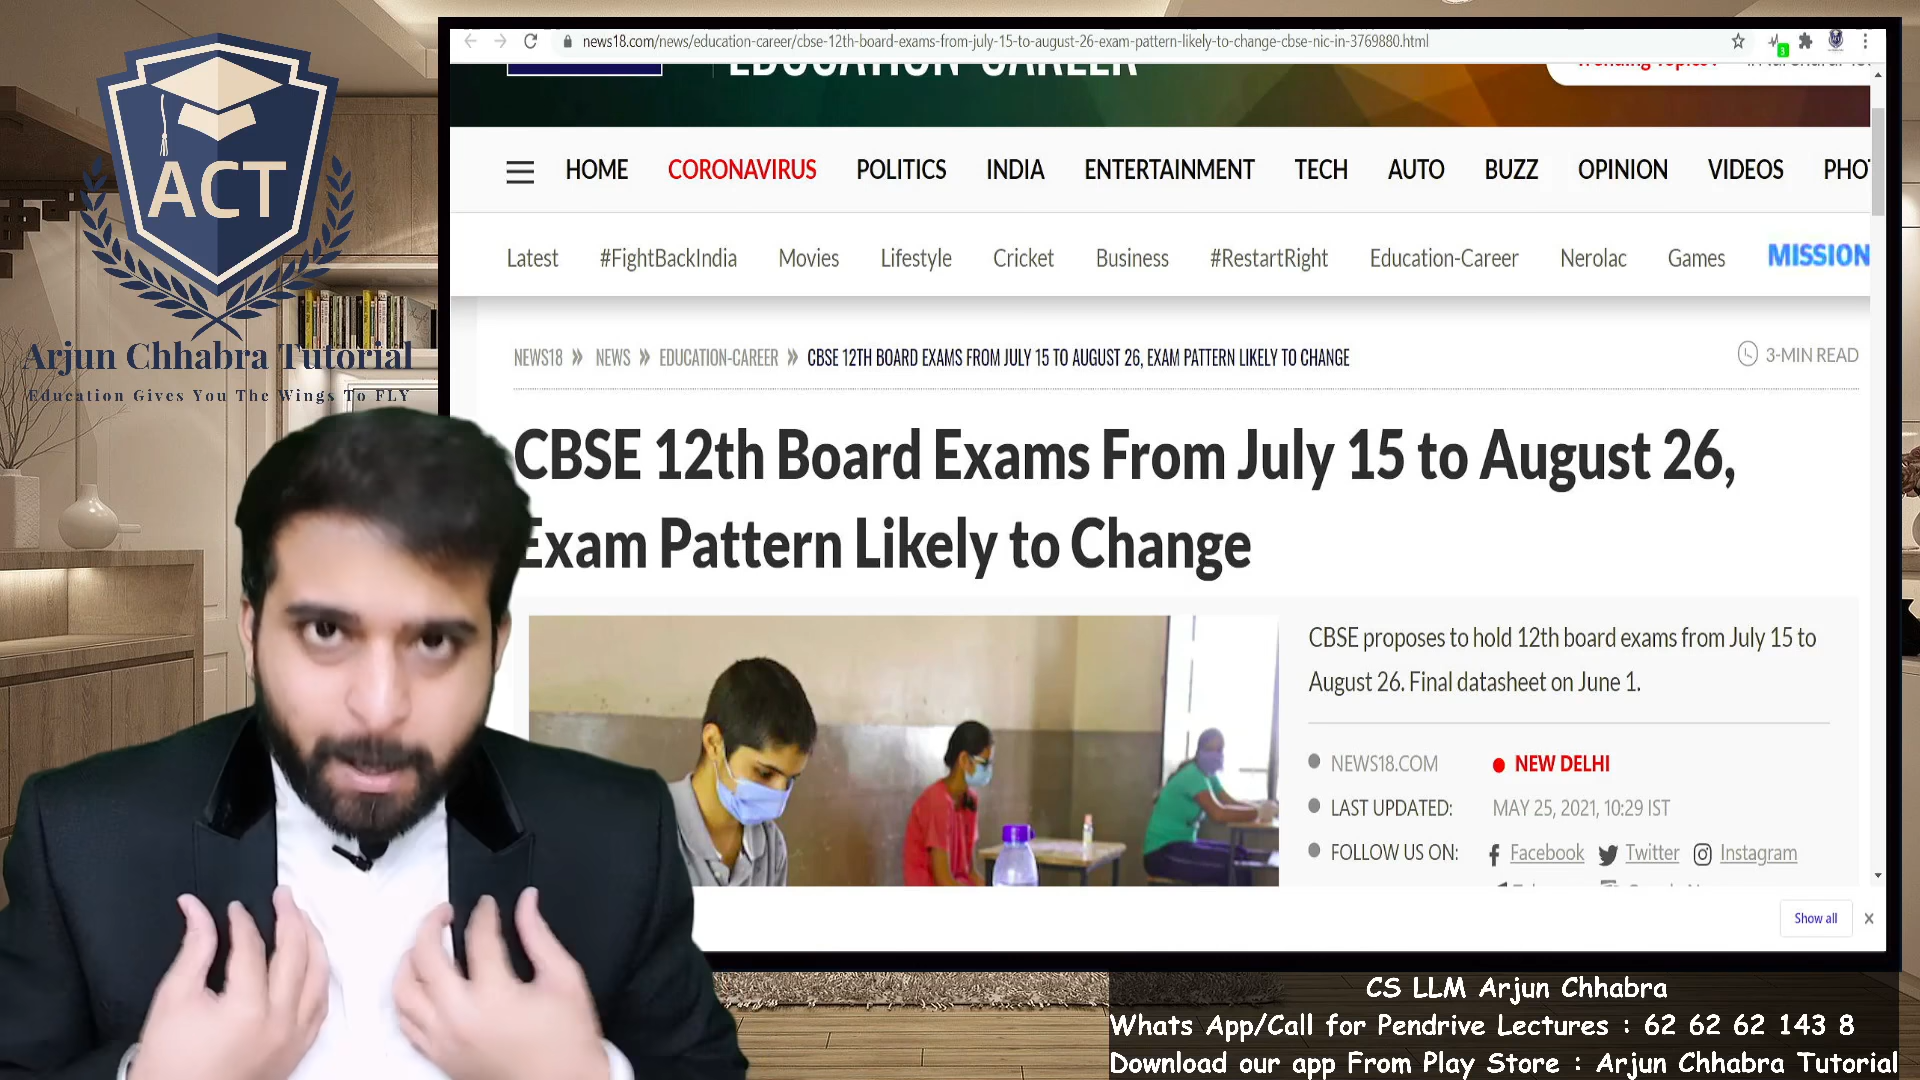 ACT
Arjun Chhabra Tutorial
Education Gives You The Wings To FLY
news18.com/news/education-career/cbse-12th-board-exams-from-july-15-to-august-26-exam-pattern-likely-to-change-cbse-nic-in-3769880.html
3
EDUCATION-CAREER
Trending Topics :
HOME CORONAVIRUS POLITICS INDIA ENTERTAINMENT TECH AUTO BUZZ OPINION VIDEOS PHOT
Latest #FightBackIndia Movies Lifestyle Cricket Business #RestartRight Education-Career Nerolac Games MISSION
NEWS18 » NEWS » EDUCATION-CAREER » CBSE 12TH BOARD EXAMS FROM JULY 15 TO AUGUST 26, EXAM PATTERN LIKELY TO CHANGE
3-MIN READ
CBSE 12th Board Exams From July 15 to August 26,
Exam Pattern Likely to Change
CBSE proposes to hold 12th board exams from July 15 to
August 26. Final datasheet on June 1.
NEWS18.COM NEW DELHI
LAST UPDATED: MAY 25, 2021, 10:29 IST
FOLLOW US ON: Facebook Twitter Instagram
Show all
CS LLM Arjun Chhabra
Whats App/Call for Pendrive Lectures : 62 62 62 143 8
Download our app From Play Store : Arjun Chhabra Tutorial